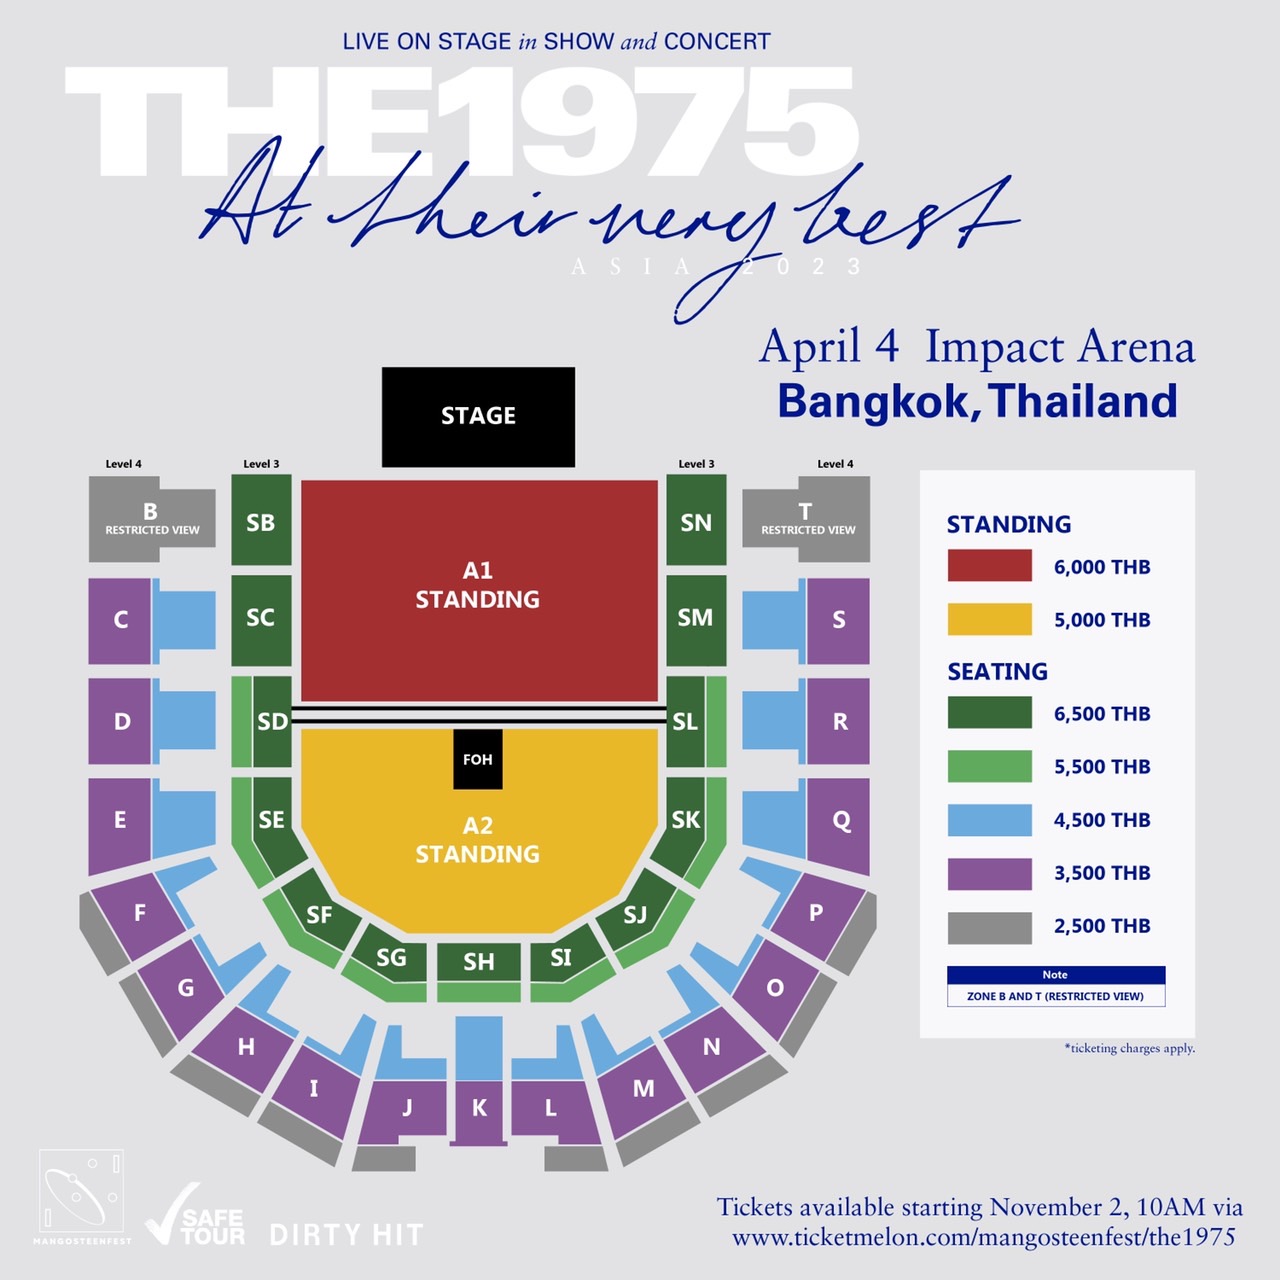 LIVE ON STAGE in SHOW and CONCERT
THE1975
At their very best
ASIA 2023
April 4 Impact Arena
Bangkok, Thailand
STAGE
Level 4
Level 3
Level 3
Level 4
B
RESTRICTED VIEW
SB
SN
T
RESTRICTED VIEW
A1
STANDING
C
SC
SM
S
D
SD
SL
R
FOH
E
SE
A2
STANDING
SK
Q
F
SF
SJ
P
G
SG
SH
SI
O
H
N
I
M
J
K
L
STANDING
6,000 THB
5,000 THB
SEATING
6,500 THB
5,500 THB
4,500 THB
3,500 THB
2,500 THB
Note
ZONE B AND T (RESTRICTED VIEW)
*ticketing charges apply.
MANGOSTEENFEST
SAFE
TOUR
DIRTY HIT
Tickets available starting November 2, 10AM via
www.ticketmelon.com/mangosteenfest/the1975